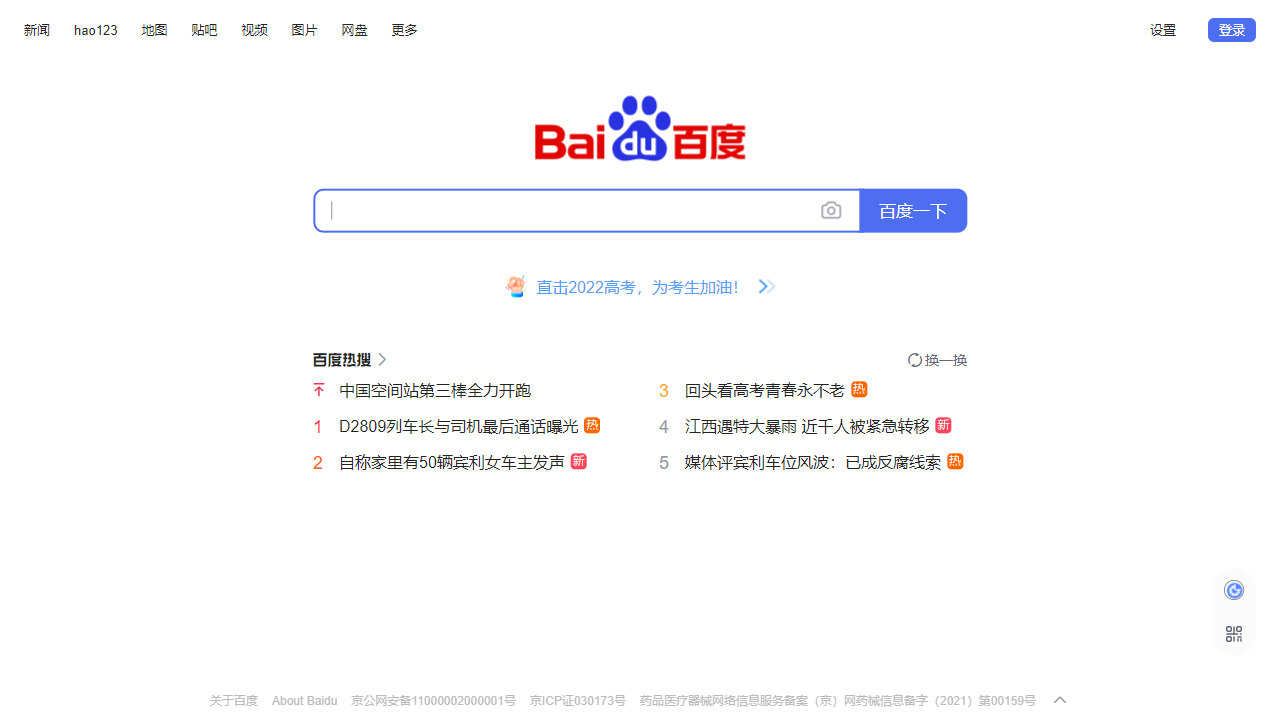 新闻 hao123 地图 贴吧 视频 图片 网盘 更多 设置 登录
Baidu百度
百度一下
直击2022高考，为考生加油！
百度热搜 换一换
中国空间站第三棒全力开跑
1 D2809列车长与司机最后通话曝光 热
2 自称家里有50辆宾利女车主发声 新
3 回头看高考青春永不老 热
4 江西遇特大暴雨 近千人被紧急转移 新
5 媒体评宾利车位风波：已成反腐线索 热
关于百度 About Baidu 京公网安备11000002000001号 京ICP证030173号 药品医疗器械网络信息服务备案（京）网药械信息备字（2021）第00159号